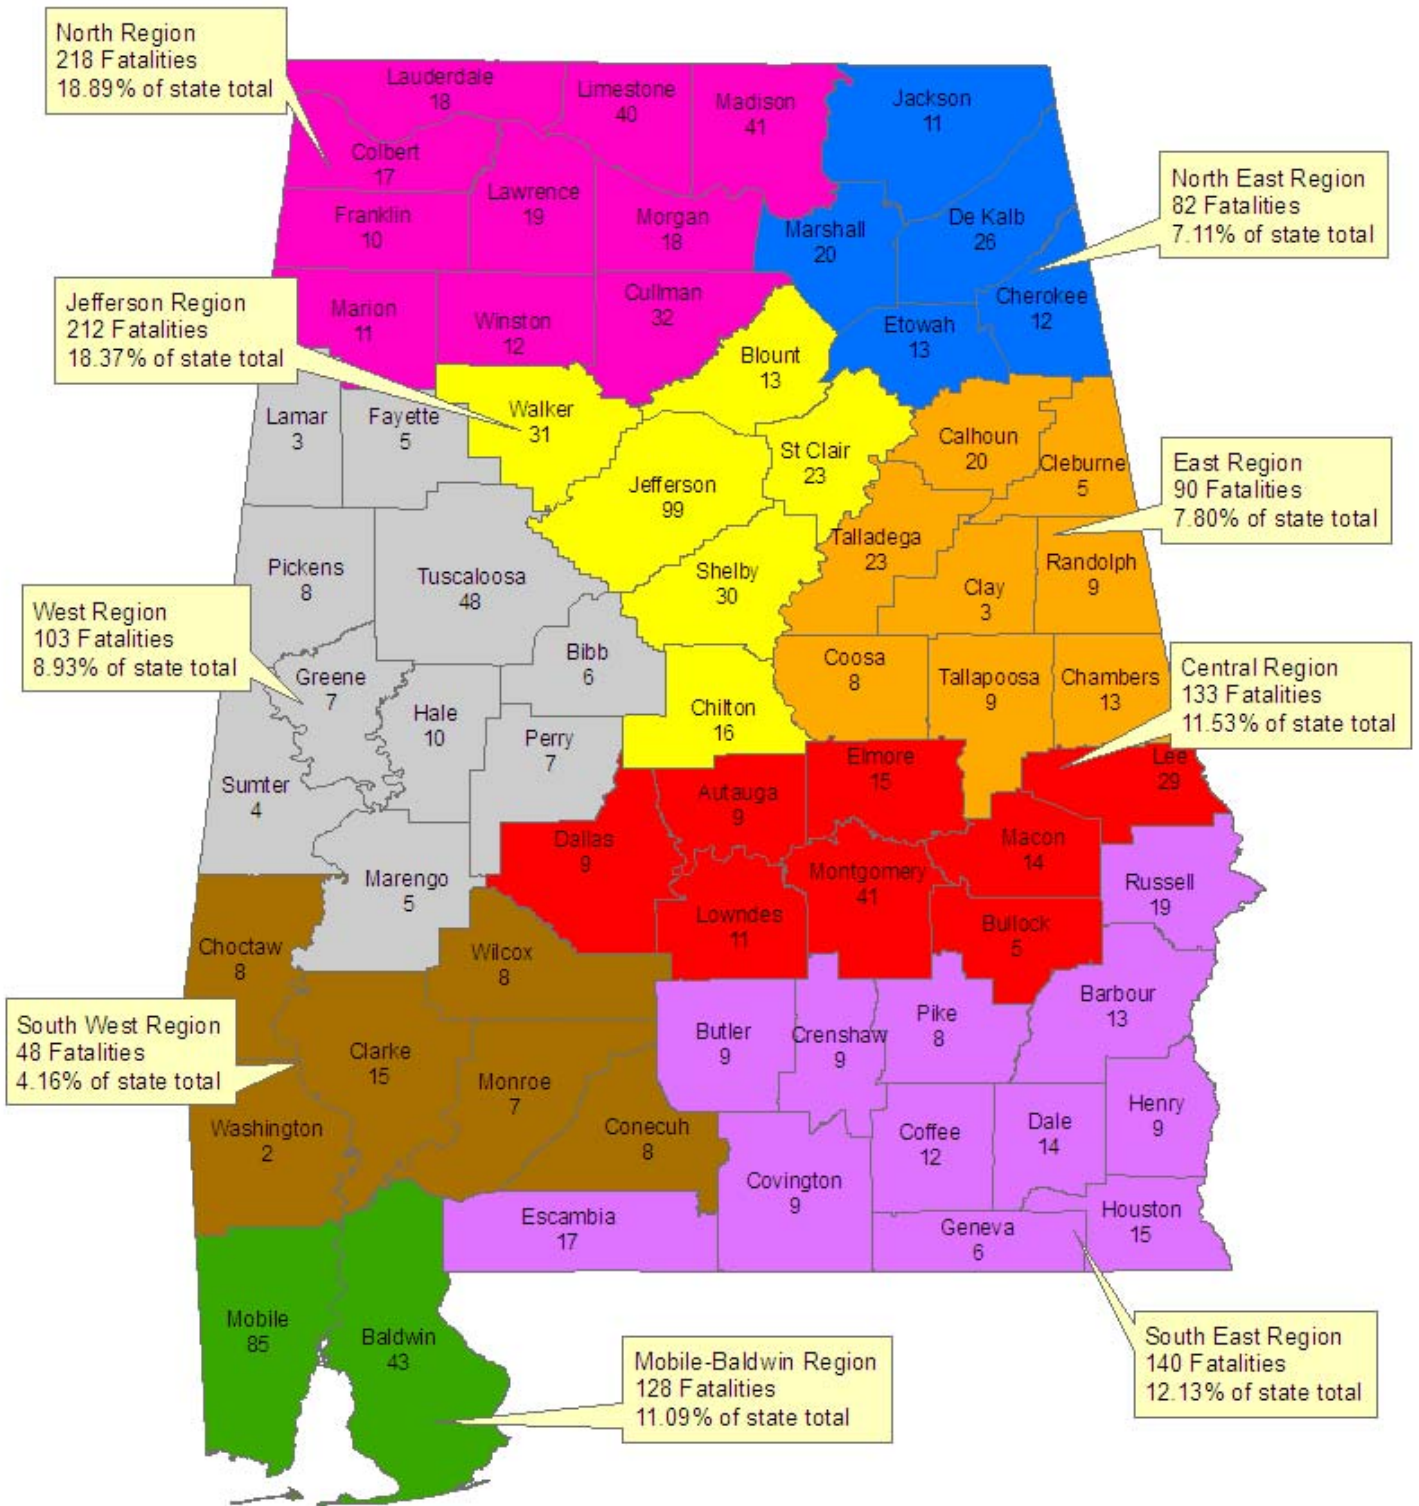 North Region
218 Fatalities
18.89% of state total
Lauderdale
18
Limestone
40
Madison
41
Jackson
11
Colbert
17
Lawrence
19
Franklin
10
Morgan
18
Marshall
20
De Kalb
26
North East Region
82 Fatalities
7.11% of state total
Jefferson Region
212 Fatalities
18.37% of state total
Marion
11
Winston
12
Cullman
32
Etowah
13
Cherokee
12
Blount
13
Lamar
3
Fayette
5
Walker
31
St Clair
23
Calhoun
20
Cleburne
5
East Region
90 Fatalities
7.80% of state total
Jefferson
99
Talladega
23
Pickens
8
Tuscaloosa
48
Shelby
30
Clay
3
Randolph
9
West Region
103 Fatalities
8.93% of state total
Greene
7
Bibb
6
Coosa
8
Tallapoosa
9
Chambers
13
Central Region
133 Fatalities
11.53% of state total
Hale
10
Perry
7
Chilton
16
Sumter
4
Elmore
15
Lee
29
Autauga
9
Dallas
9
Macon
14
Marengo
5
Montgomery
41
Russell
19
Lowndes
11
Bullock
5
Choctaw
8
Wilcox
8
Barbour
13
South West Region
48 Fatalities
4.16% of state total
Clarke
15
Butler
9
Crenshaw
9
Pike
8
Monroe
7
Washington
2
Conecuh
8
Coffee
12
Dale
14
Henry
9
Covington
9
Escambia
17
Geneva
6
Houston
15
Mobile
85
Baldwin
43
Mobile-Baldwin Region
128 Fatalities
11.09% of state total
South East Region
140 Fatalities
12.13% of state total